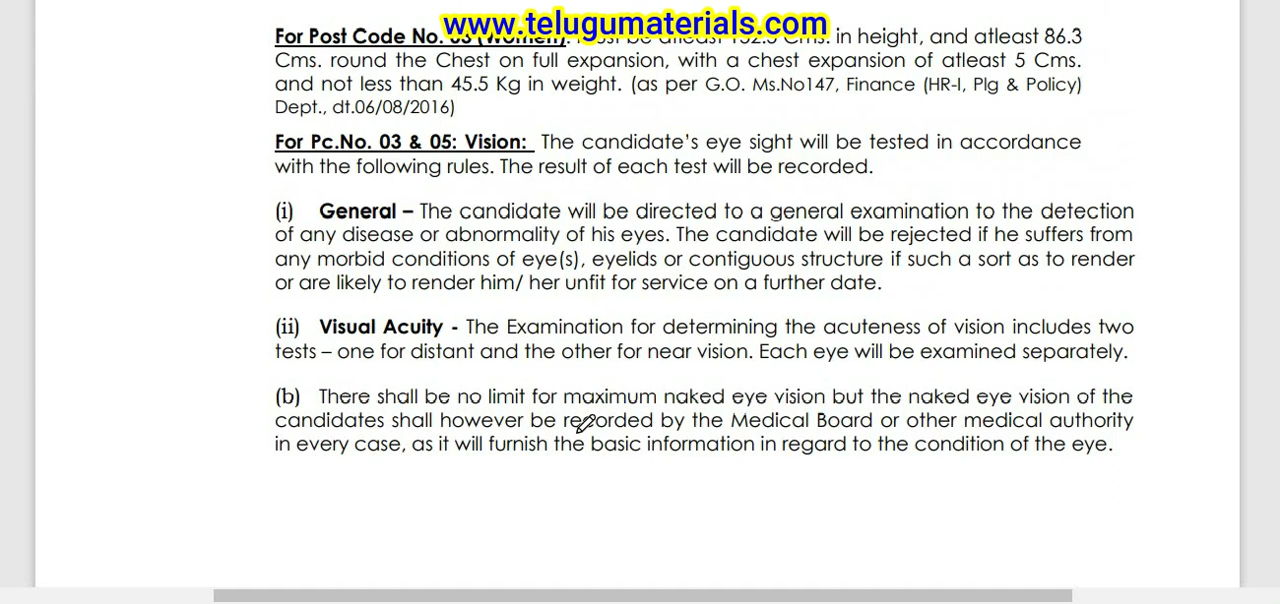 www.telugumaterials.com
For Post Code No. 03 (Women): in height, and atleast 86.3
Cms. round the Chest on full expansion, with a chest expansion of atleast 5 Cms.
and not less than 45.5 Kg in weight. (as per G.O. Ms.No147, Finance (HR-I, Plg & Policy)
Dept., dt.06/08/2016)
For Pc.No. 03 & 05: Vision: The candidate's eye sight will be tested in accordance
with the following rules. The result of each test will be recorded.
(i) General – The candidate will be directed to a general examination to the detection
of any disease or abnormality of his eyes. The candidate will be rejected if he suffers from
any morbid conditions of eye(s), eyelids or contiguous structure if such a sort as to render
or are likely to render him/ her unfit for service on a further date.
(ii) Visual Acuity - The Examination for determining the acuteness of vision includes two
tests – one for distant and the other for near vision. Each eye will be examined separately.
(b) There shall be no limit for maximum naked eye vision but the naked eye vision of the
candidates shall however be recorded by the Medical Board or other medical authority
in every case, as it will furnish the basic information in regard to the condition of the eye.